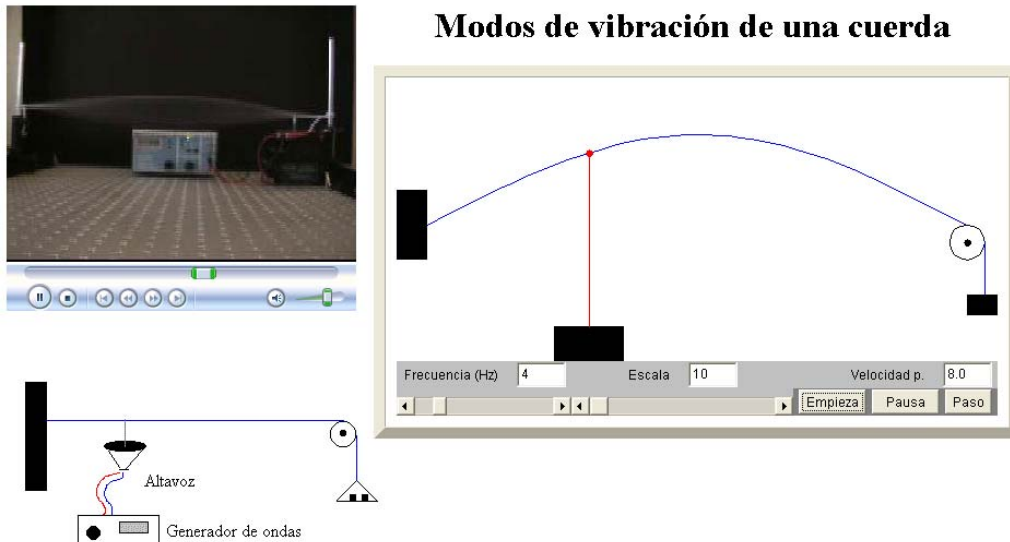 Modos de vibración de una cuerda
Frecuencia (Hz) 4 Escala 10 Velocidad p. 8.0
Empieza Pausa Paso
Altavoz
Generador de ondas